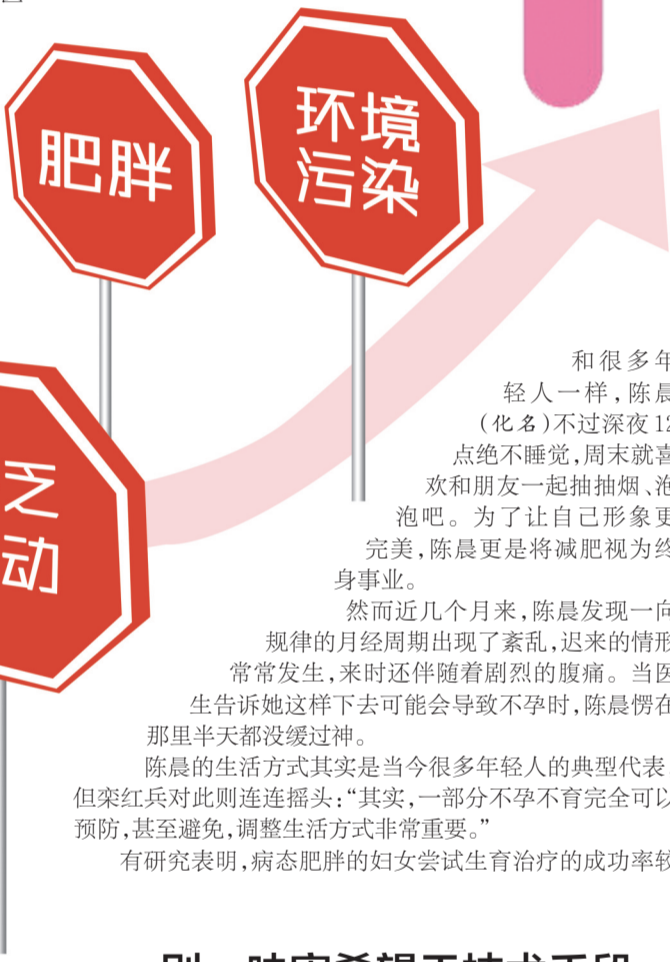 肥胖
环境
污染
乏
动
和很多年
轻人一样，陈晨
（化名）不过深夜12
点绝不睡觉，周末就喜
欢和朋友一起抽抽烟、泡
泡吧。为了让自己形象更
完美，陈晨更是将减肥视为终
身事业。
然而近几个月来，陈晨发现一向
规律的月经周期出现了紊乱，迟来的情形
常常发生，来时还伴随着剧烈的腹痛。当医
生告诉她这样下去可能会导致不孕时，陈晨愣在
那里半天都没缓过神。
陈晨的生活方式其实是当今很多年轻人的典型代表
但栾红兵对此则连连摇头：“其实，一部分不孕不育完全可以
预防，甚至避免，调整生活方式非常重要。”
有研究表明，病态肥胖的妇女尝试生育治疗的成功率较